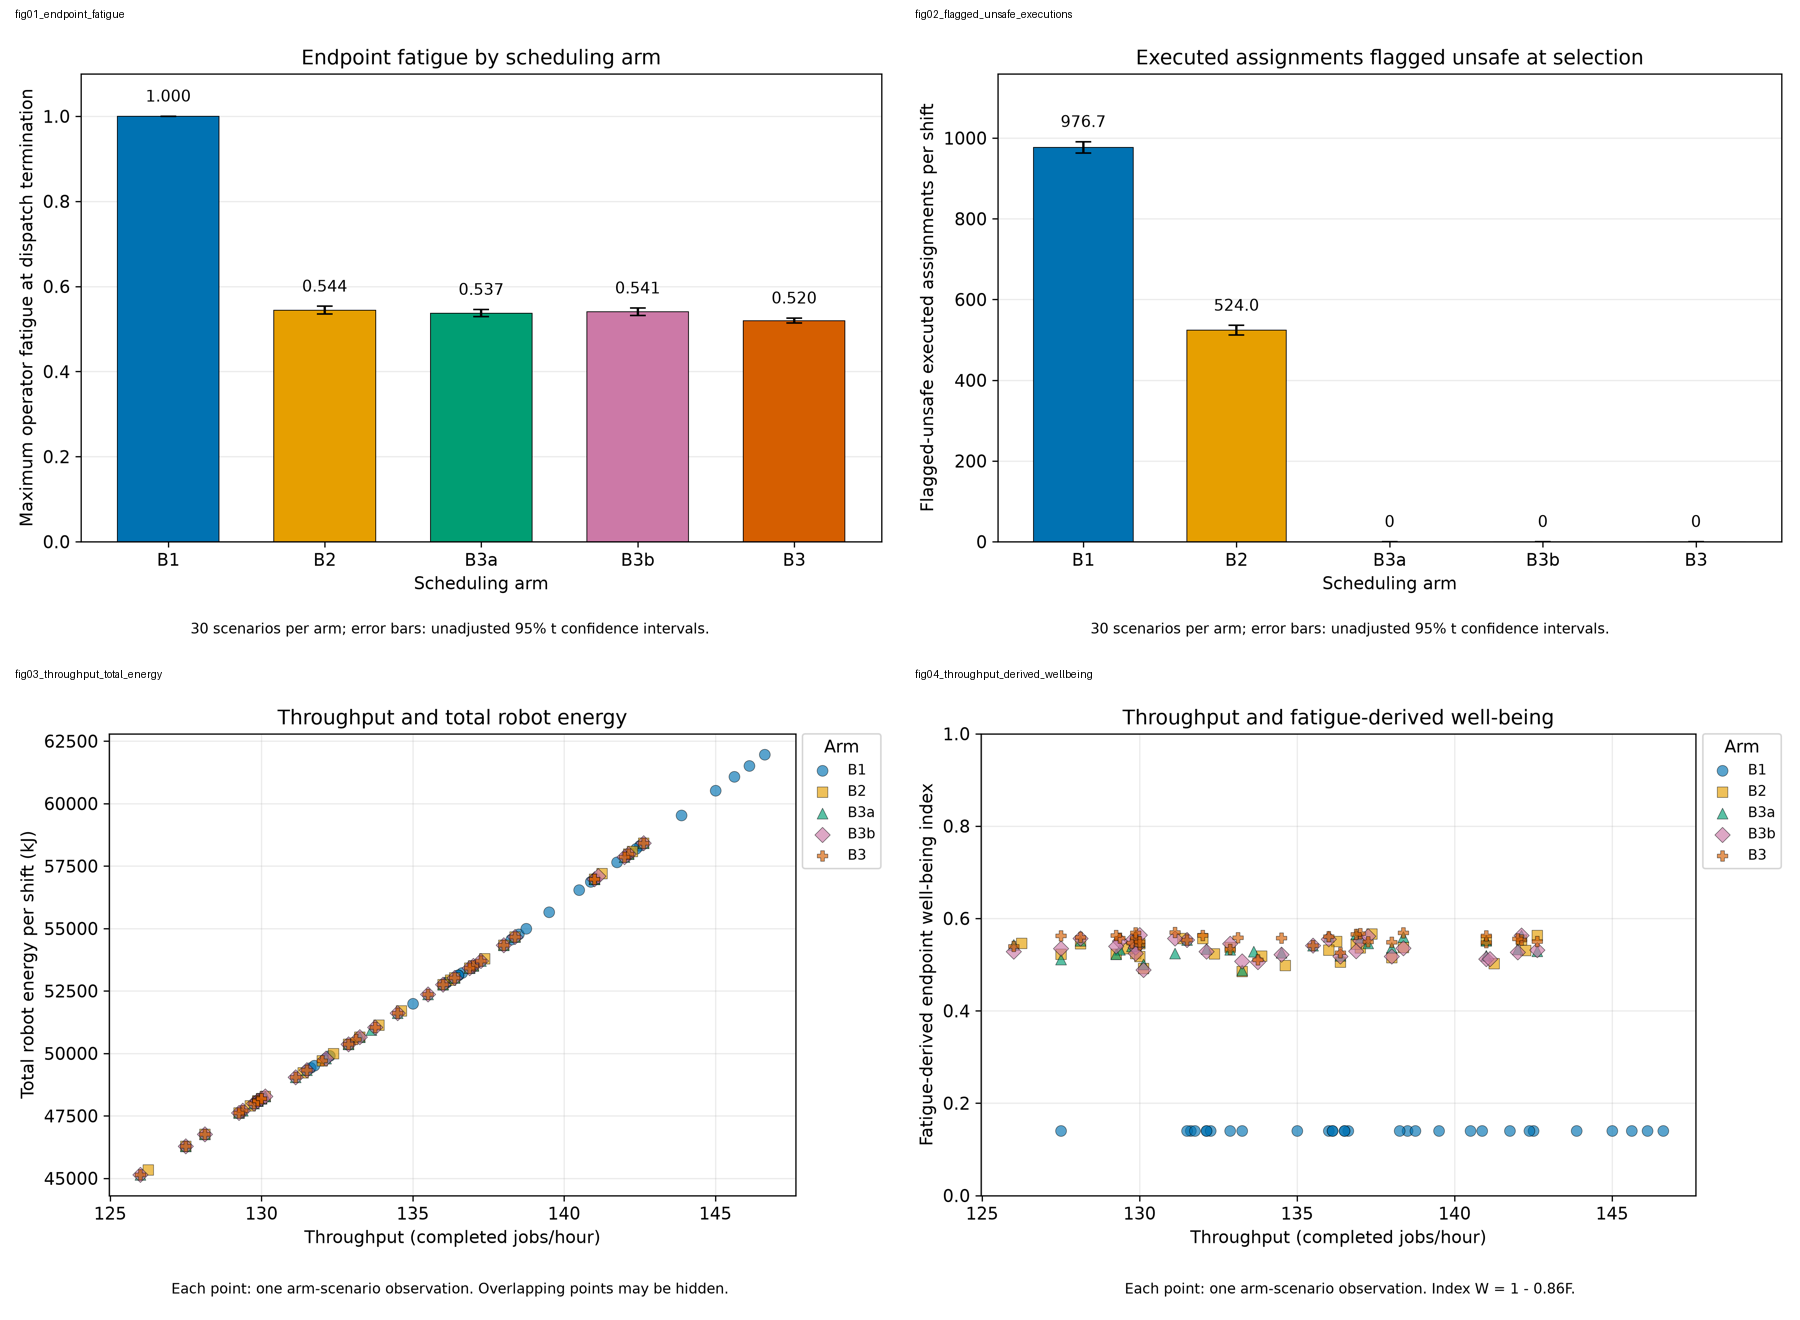 fig01_endpoint_fatigue
Endpoint fatigue by scheduling arm
Maximum operator fatigue at dispatch termination
1.0
0.8
0.6
0.4
0.2
0.0
1.000
0.544
0.537
0.541
0.520
B1 B2 B3a B3b B3
Scheduling arm
30 scenarios per arm; error bars: unadjusted 95% t confidence intervals.
fig02_flagged_unsafe_executions
Executed assignments flagged unsafe at selection
Flagged-unsafe executed assignments per shift
1000
800
600
400
200
0
976.7
524.0
0
0
0
B1 B2 B3a B3b B3
Scheduling arm
30 scenarios per arm; error bars: unadjusted 95% t confidence intervals.
fig03_throughput_total_energy
Throughput and total robot energy
Total robot energy per shift (kJ)
62500
60000
57500
55000
52500
50000
47500
45000
125 130 135 140 145
Throughput (completed jobs/hour)
Arm
B1
B2
B3a
B3b
B3
Each point: one arm-scenario observation. Overlapping points may be hidden.
fig04_throughput_derived_wellbeing
Throughput and fatigue-derived well-being
Fatigue-derived endpoint well-being index
1.0
0.8
0.6
0.4
0.2
0.0
125 130 135 140 145
Throughput (completed jobs/hour)
Arm
B1
B2
B3a
B3b
B3
Each point: one arm-scenario observation. Index W = 1 - 0.86F.